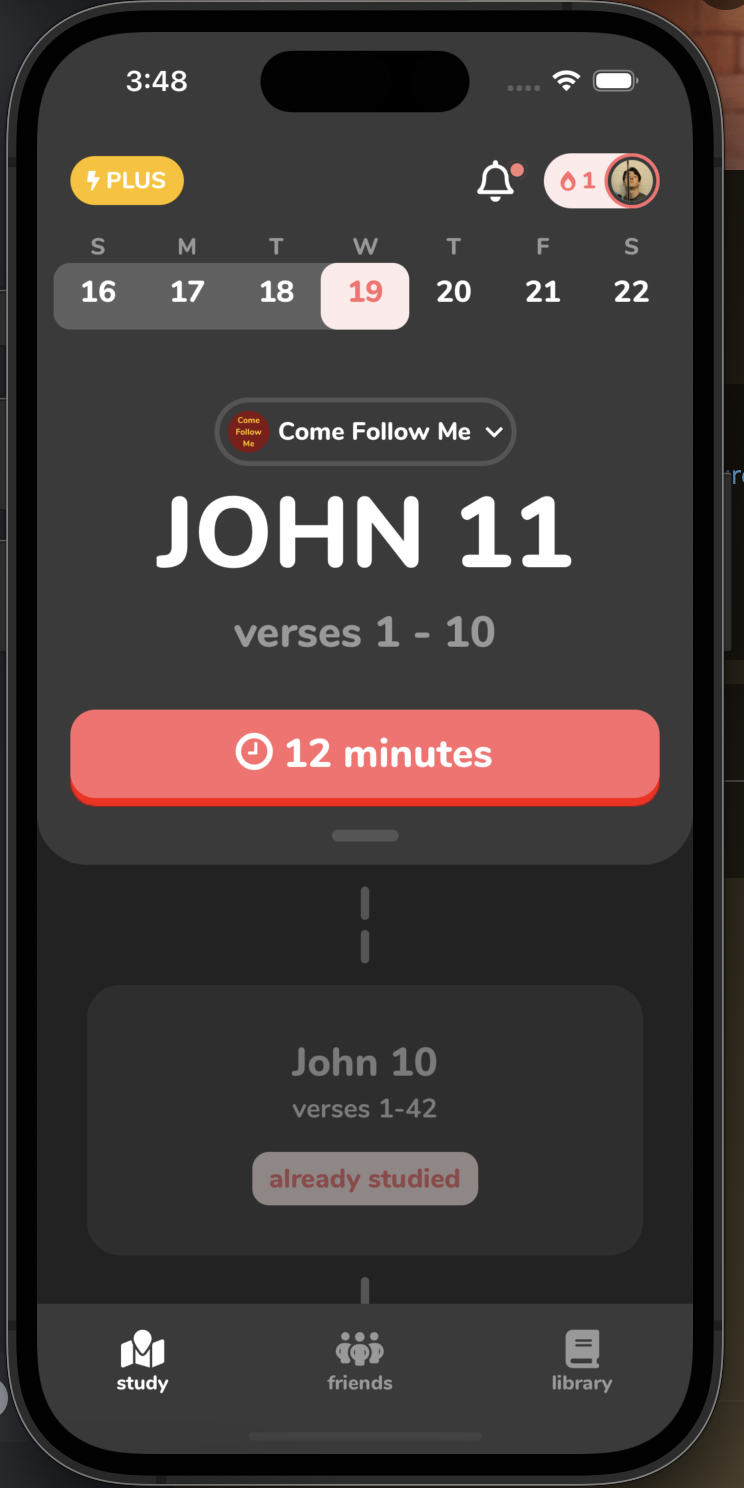 3:48
PLUS
1
S M T W T F S
16 17 18 19 20 21 22
Come
Follow
Me
Come Follow Me
JOHN 11
verses 1 - 10
12 minutes
John 10
verses 1-42
already studied
study friends library